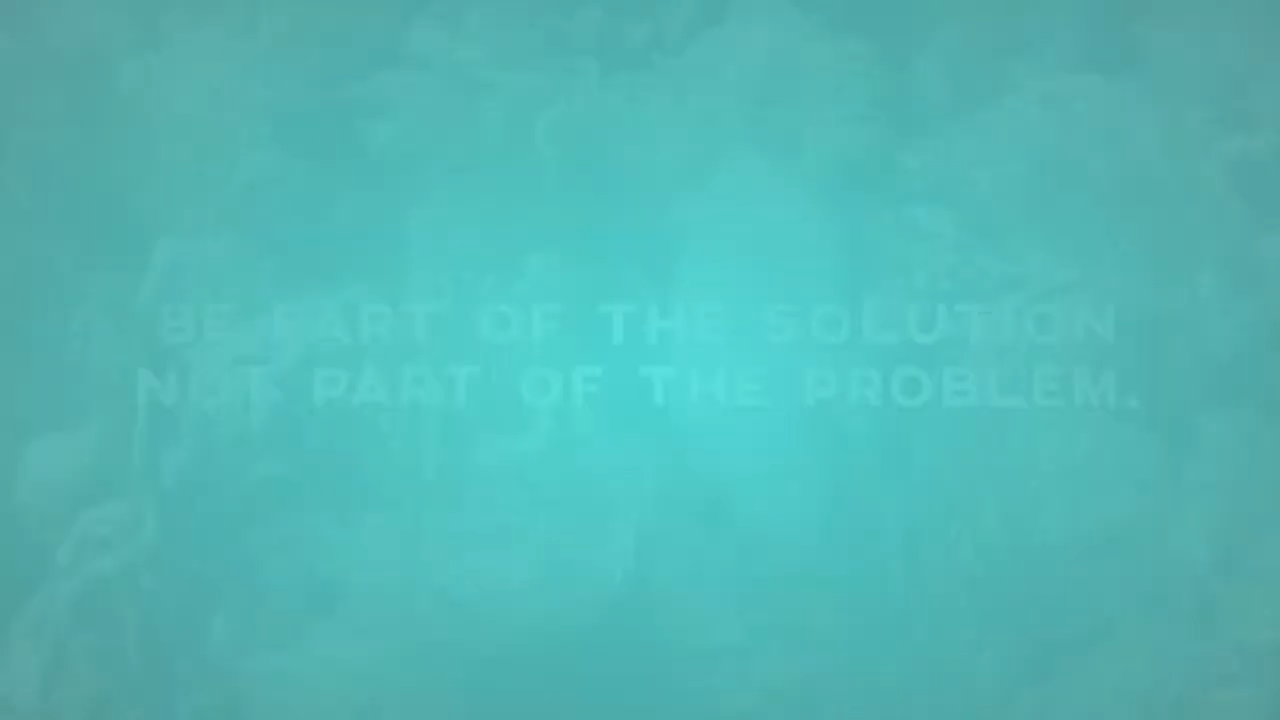 BE PART OF THE SOLUTION
NOT PART OF THE PROBLEM.